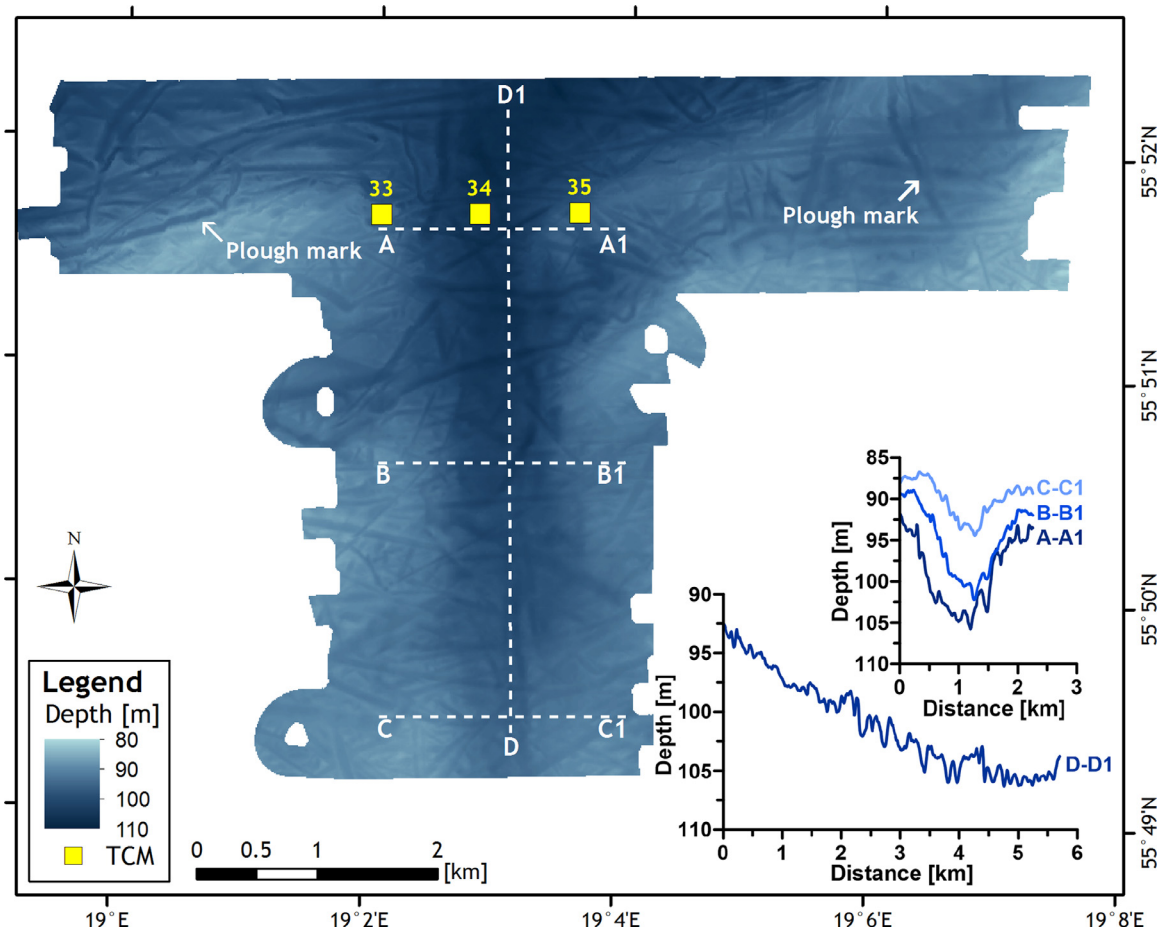 D1
33
34
35
Plough mark
Plough mark
A
A1
B
B1
C
C1
D
N
Legend
Depth [m]
80
90
100
110
TCM
0 0.5 1 2
[km]
85
90
95
100
105
110
Depth [m]
C-C1
B-B1
A-A1
0 1 2 3
Distance [km]
90
95
100
105
110
Depth [m]
D-D1
0 1 2 3 4 5 6
Distance [km]
55°52'N
55°51'N
55°50'N
55°49'N
19°E
19°2'E
19°4'E
19°6'E
19°8'E